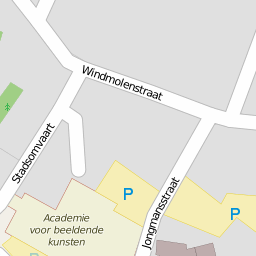 Windmolenstraat
Stadsomvaart
Jongmansstraat
P
P
Academie
voor beeldende
kunsten